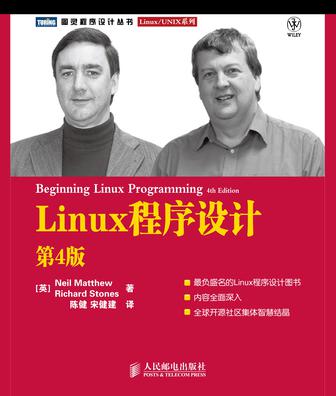 TURING 图灵程序设计丛书 Linux/UNIX系列
WILEY
Beginning Linux Programming 4th Edition
Linux程序设计
第4版
[英] Neil Matthew 著
Richard Stones
陈健 宋健建 译
最负盛名的Linux程序设计图书
内容全面深入
全球开源社区集体智慧结晶
人民邮电出版社
POSTS & TELECOM PRESS